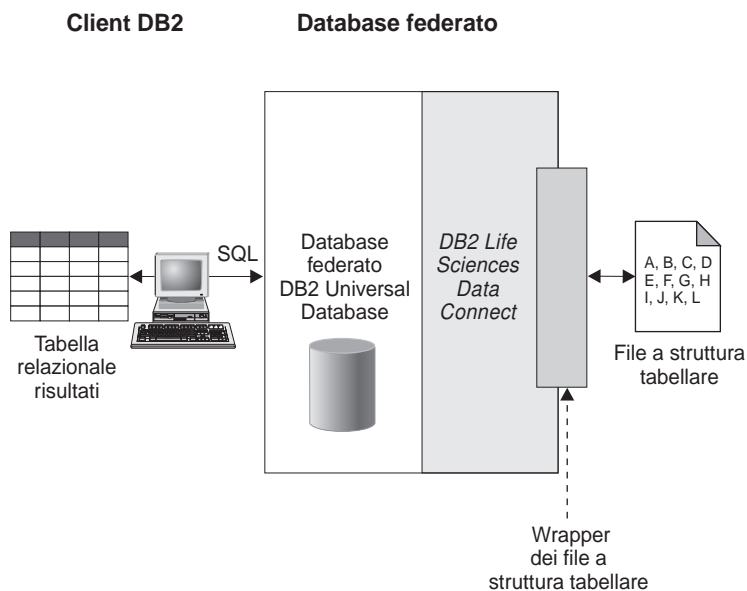 Client DB2
Database federato
SQL
Tabella
relazionale
risultati
Database
federato
DB2 Universal
Database
DB2 Life
Sciences
Data
Connect
A, B, C, D
E, F, G, H
I, J, K, L
File a struttura
tabellare
Wrapper
dei file a
struttura tabellare